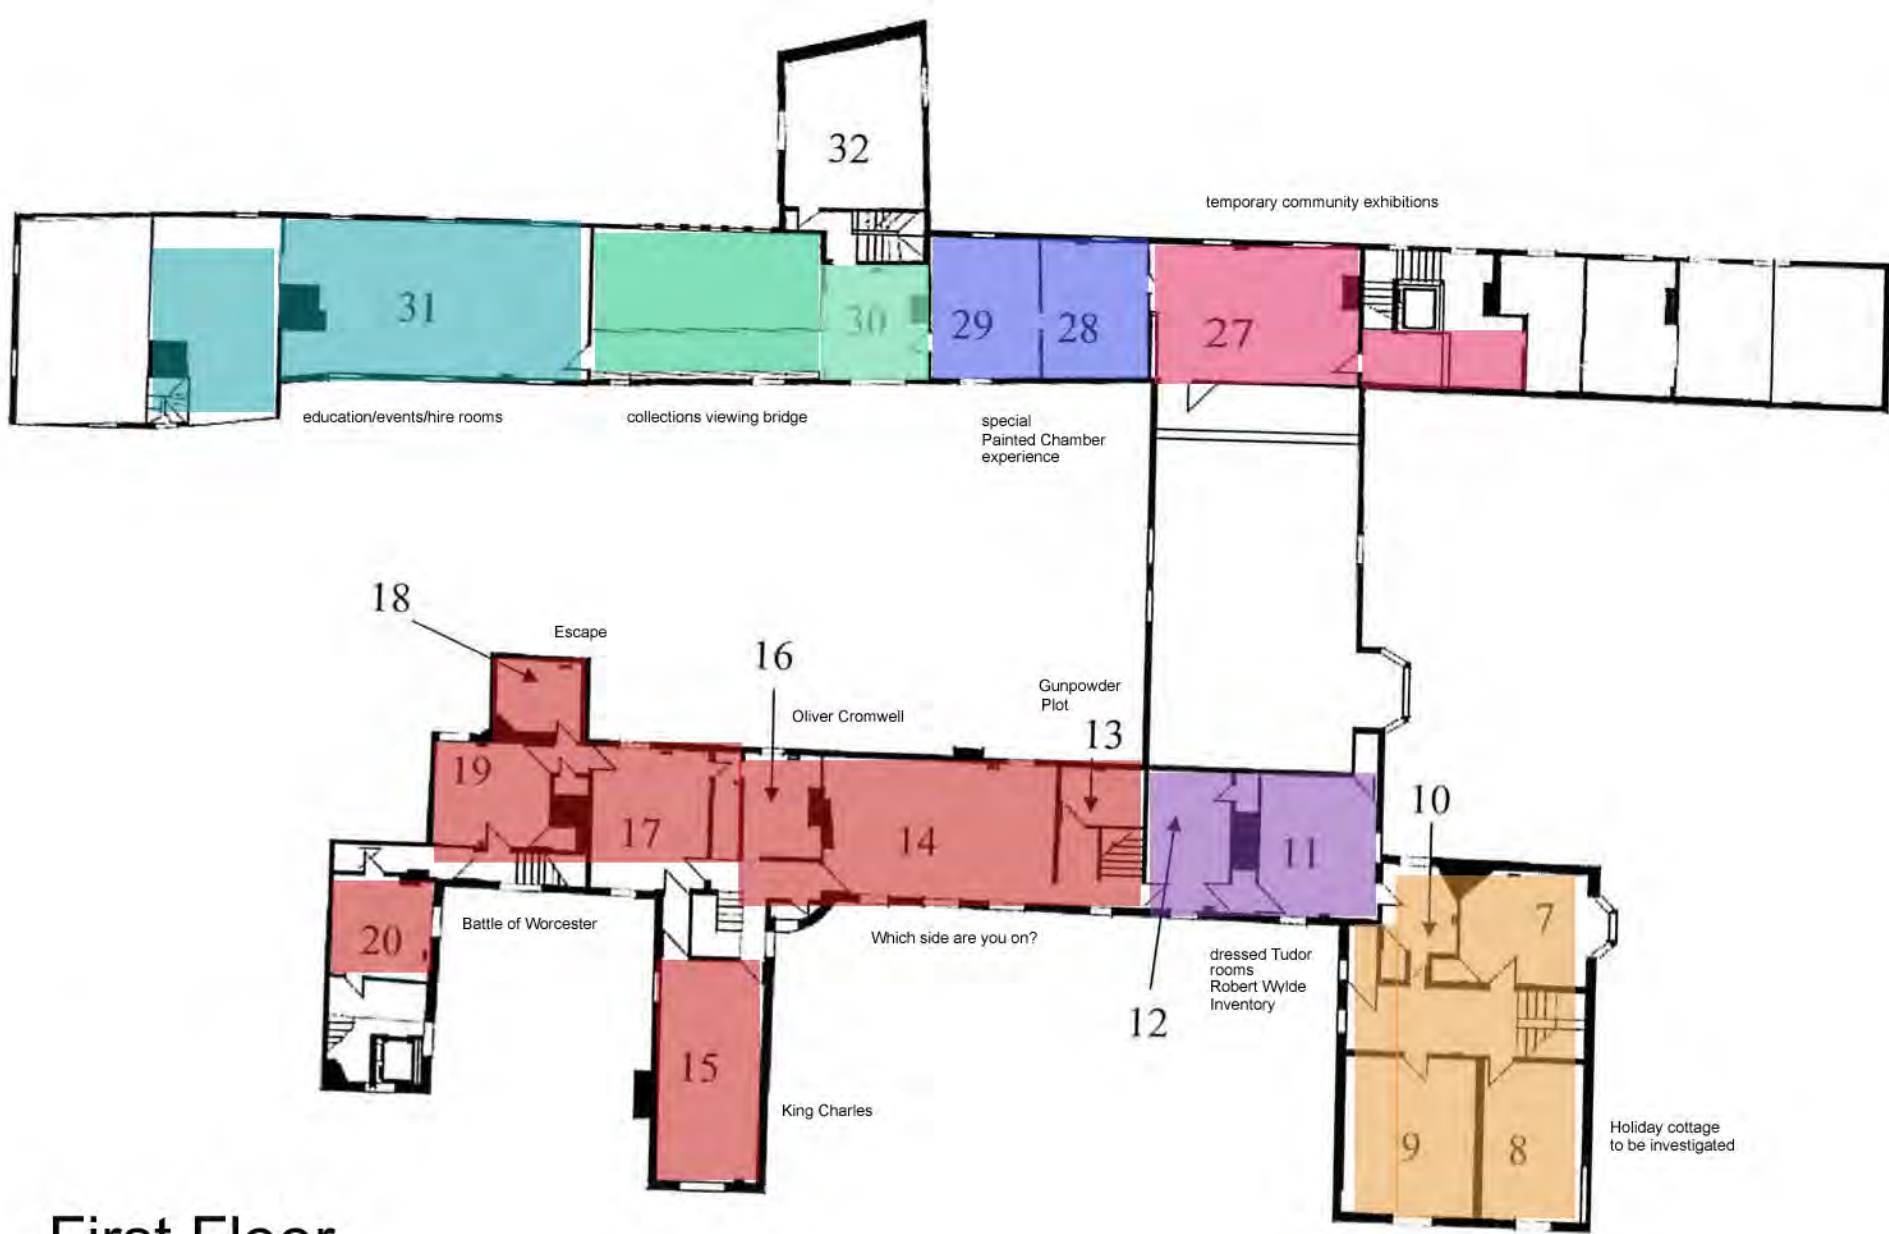 32
temporary community exhibitions
31
30
29
28
27
education/events/hire rooms
collections viewing bridge
special
Painted Chamber
experience
18
Escape
16
Oliver Cromwell
Gunpowder
Plot
13
19
17
14
11
10
12
7
20
Battle of Worcester
Which side are you on?
dressed Tudor
rooms
Robert Wylde
Inventory
15
King Charles
9
8
Holiday cottage
to be investigated
First Floor